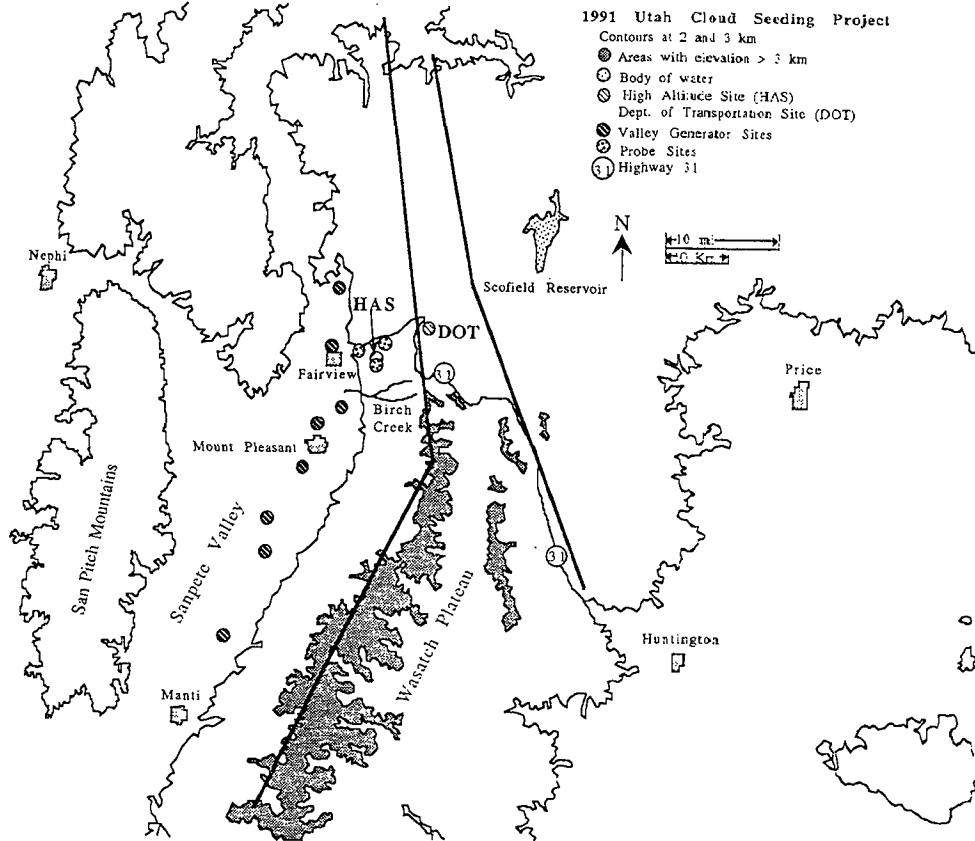 1991 Utah Cloud Seeding Project
Contours at 2 and 3 km
Areas with elevation > 3 km
Body of water
High Altitude Site (HAS)
Dept. of Transportation Site (DOT)
Valley Generator Sites
Probe Sites
31 Highway 31
N
10 mi
Km
Nephi
Scofield Reservoir
HAS
DOT
Fairview
31
Price
Birch
Creek
Mount Pleasant
San Pitch Mountains
Sanpete Valley
31
Wasatch Plateau
Huntington
Manti